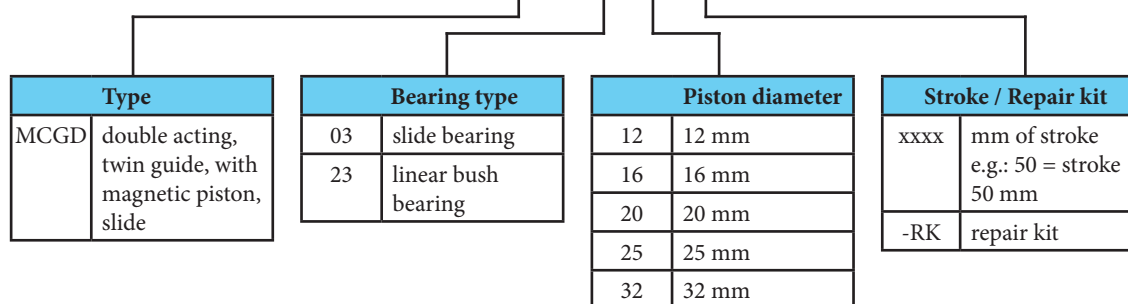 Type
MCGD double acting,
twin guide, with
magnetic piston,
slide
Bearing type
03 slide bearing
23 linear bush
bearing
Piston diameter
12 12 mm
16 16 mm
20 20 mm
25 25 mm
32 32 mm
Stroke / Repair kit
xxxx mm of stroke
e.g.: 50 = stroke
50 mm
-RK repair kit